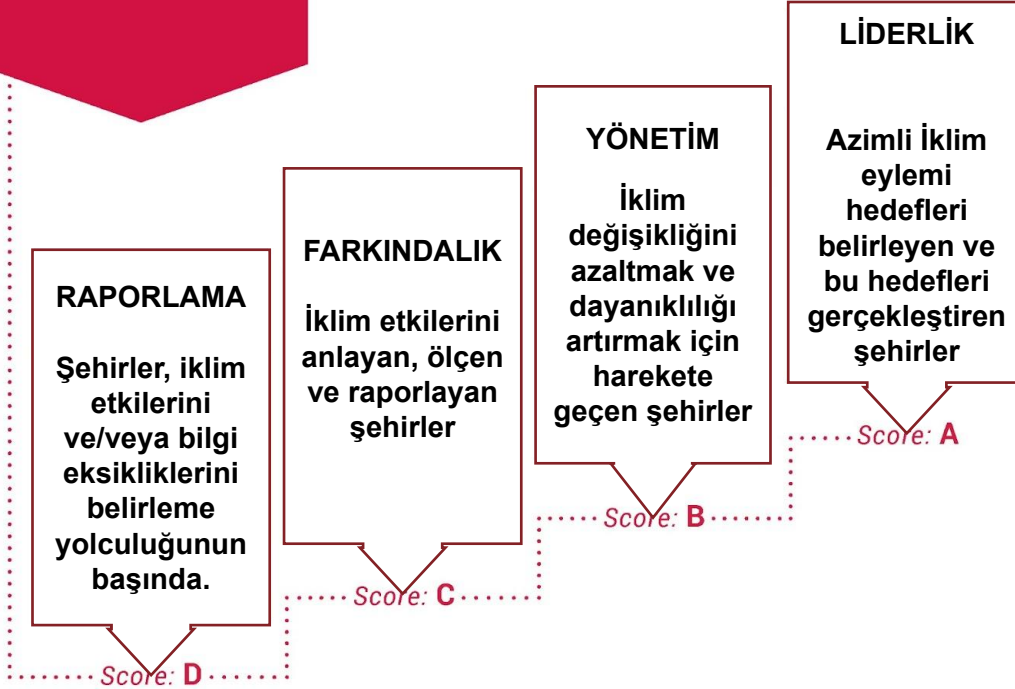 RAPORLAMA
Şehirler, iklim
etkilerini
ve/veya bilgi
eksikliklerini
belirleme
yolculuğunun
başında.
Score: D
FARKINDALIK
İklim etkilerini
anlayan, ölçen
ve raporlayan
şehirler
Score: C
YÖNETİM
İklim
değişikliğini
azaltmak ve
dayanıklılığı
artırmak için
harekete
geçen şehirler
Score: B
LİDERLİK
Azimli İklim
eylemi
hedefleri
belirleyen ve
bu hedefleri
gerçekleştiren
şehirler
Score: A